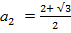 a₂ = (2+ √3)/2